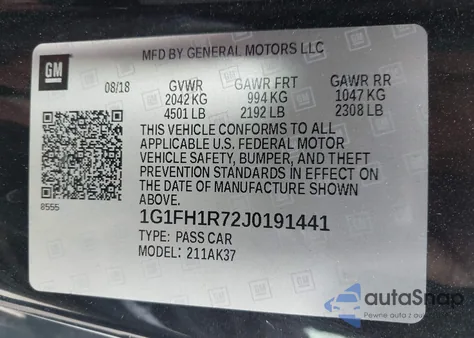 MFD BY GENERAL MOTORS LLC
GM
08/18 GVWR GAWR FRT GAWR RR
2042 KG 994 KG 1047 KG
4501 LB 2192 LB 2308 LB
THIS VEHICLE CONFORMS TO ALL
APPLICABLE U.S. FEDERAL MOTOR
VEHICLE SAFETY, BUMPER, AND THEFT
PREVENTION STANDARDS IN EFFECT ON
THE DATE OF MANUFACTURE SHOWN
ABOVE.
8555
1G1FH1R72J0191441
TYPE: PASS CAR
MODEL: 211AK37
autoSnap
Pewne auta z